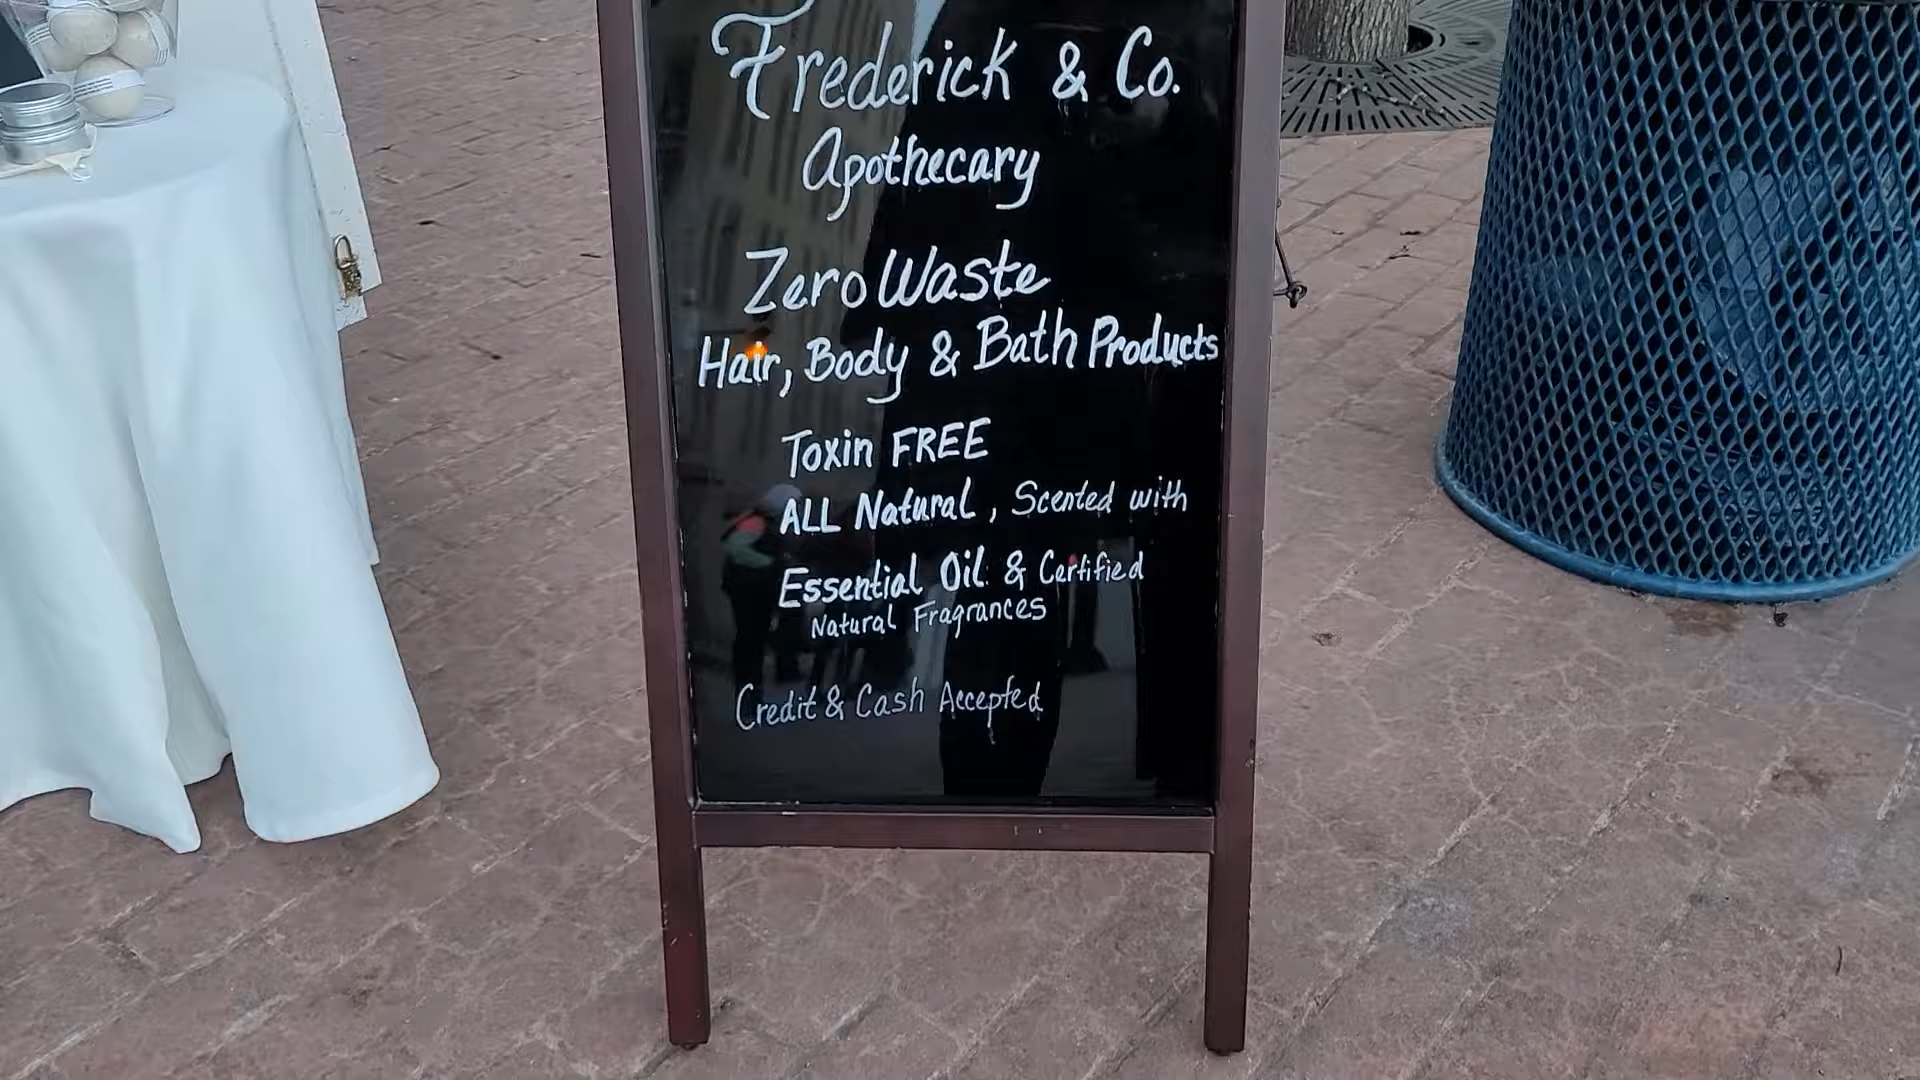 Frederick & Co.
Apothecary
Zero Waste
Hair, Body & Bath Products
Toxin FREE
ALL Natural, Scented with
Essential Oil & Certified
Natural Fragrances
Credit & Cash Accepted